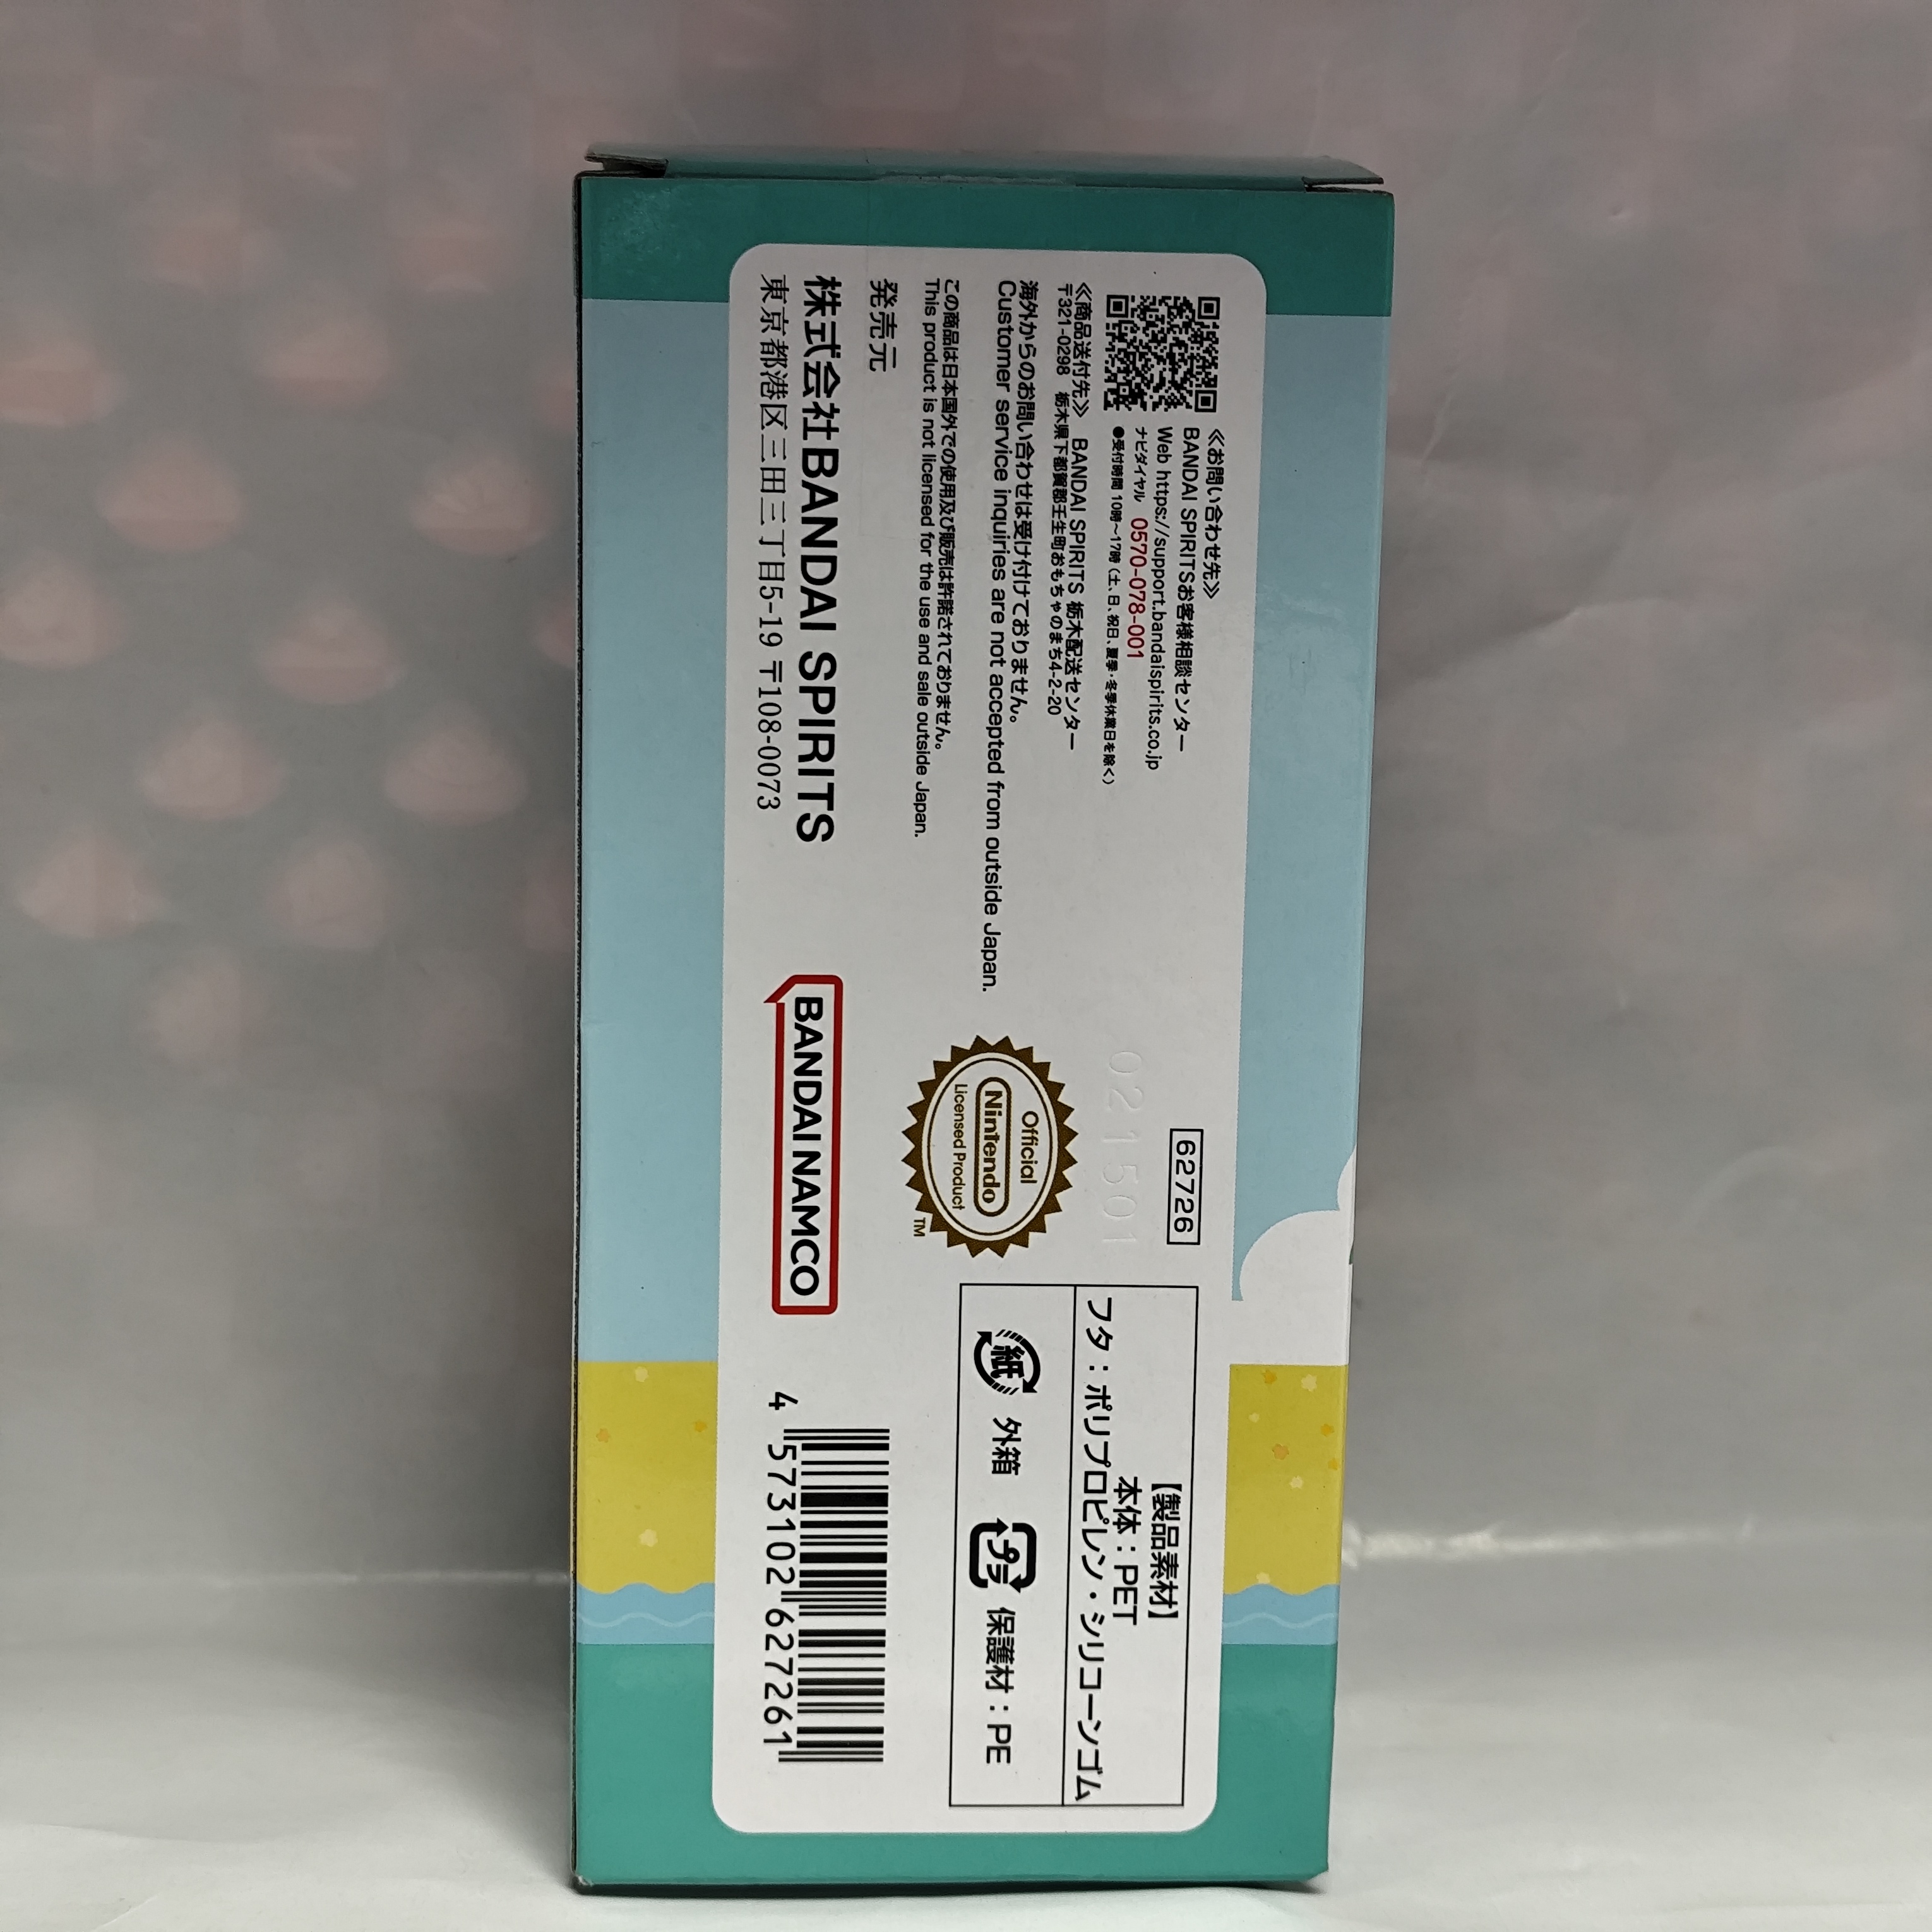 《お問い合わせ先》
BANDAI SPIRITSお客様相談センター
Web https://support.bandaispirits.co.jp
ナビダイヤル 0570-078-001
●受付時間 10時～17時(土、日、祝日、夏季・冬季休業日を除く)
《商品送付先》 BANDAI SPIRITS 栃木配送センター
〒321-0298 栃木県下都賀郡壬生町おもちゃのまち4-2-20
海外からのお問い合わせは受け付けておりません。
Customer service inquiries are not accepted from outside Japan.
この商品は日本国外での使用及び販売は許諾されておりません。
This product is not licensed for the use and sale outside Japan.
発売元
株式会社BANDAI SPIRITS
東京都港区三田三丁目5-19 〒108-0073
62726
021501
Official
Nintendo
Licensed Product
TM
BANDAI NAMCO
【製品素材】
本体：PET
フタ：ポリプロピレン・シリコーンゴム
紙 外箱 プラ 保護材：PE
4 573102 627261